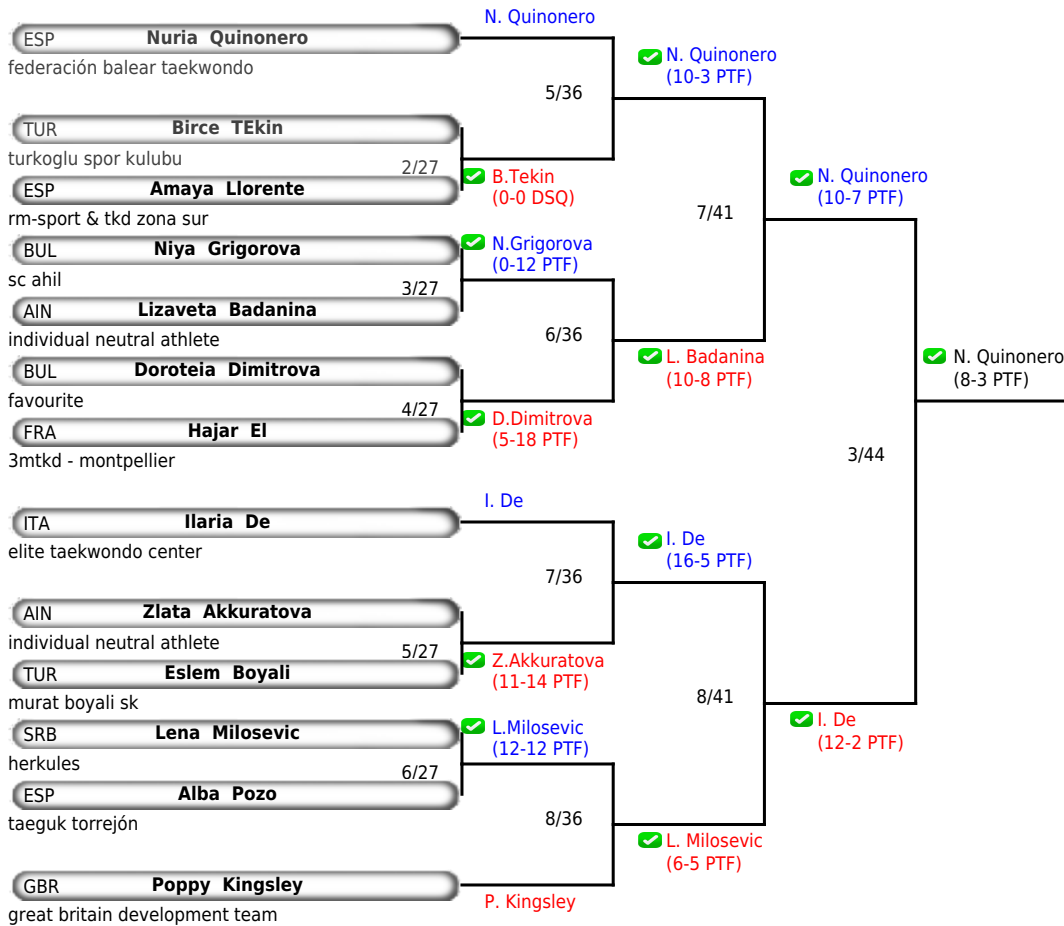 N. Quinonero
ESP Nuria Quinonero
federación balear taekwondo
N. Quinonero
(10-3 PTF)
5/36
TUR Birce TEkin
turkoglu spor kulubu
2/27
B.Tekin
(0-0 DSQ)
ESP Amaya Llorente
rm-sport & tkd zona sur
N. Quinonero
(10-7 PTF)
7/41
BUL Niya Grigorova
sc ahil
N.Grigorova
(0-12 PTF)
3/27
AIN Lizaveta Badanina
individual neutral athlete
6/36
L. Badanina
(10-8 PTF)
N. Quinonero
(8-3 PTF)
BUL Doroteia Dimitrova
favourite
4/27
D.Dimitrova
(5-18 PTF)
FRA Hajar El
3mtkd - montpellier
3/44
I. De
ITA Ilaria De
elite taekwondo center
I. De
(16-5 PTF)
7/36
AIN Zlata Akkuratova
individual neutral athlete
5/27
Z.Akkuratova
(11-14 PTF)
TUR Eslem Boyali
murat boyali sk
8/41
I. De
(12-2 PTF)
SRB Lena Milosevic
herkules
L.Milosevic
(12-12 PTF)
6/27
ESP Alba Pozo
taeguk torrejón
8/36
L. Milosevic
(6-5 PTF)
GBR Poppy Kingsley
great britain development team
P. Kingsley